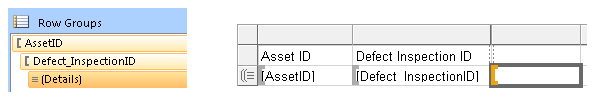 Row Groups
[AssetID
[Defect_InspectionID
(Details)
Asset ID Defect Inspection ID
[AssetID] [Defect_InspectionID]